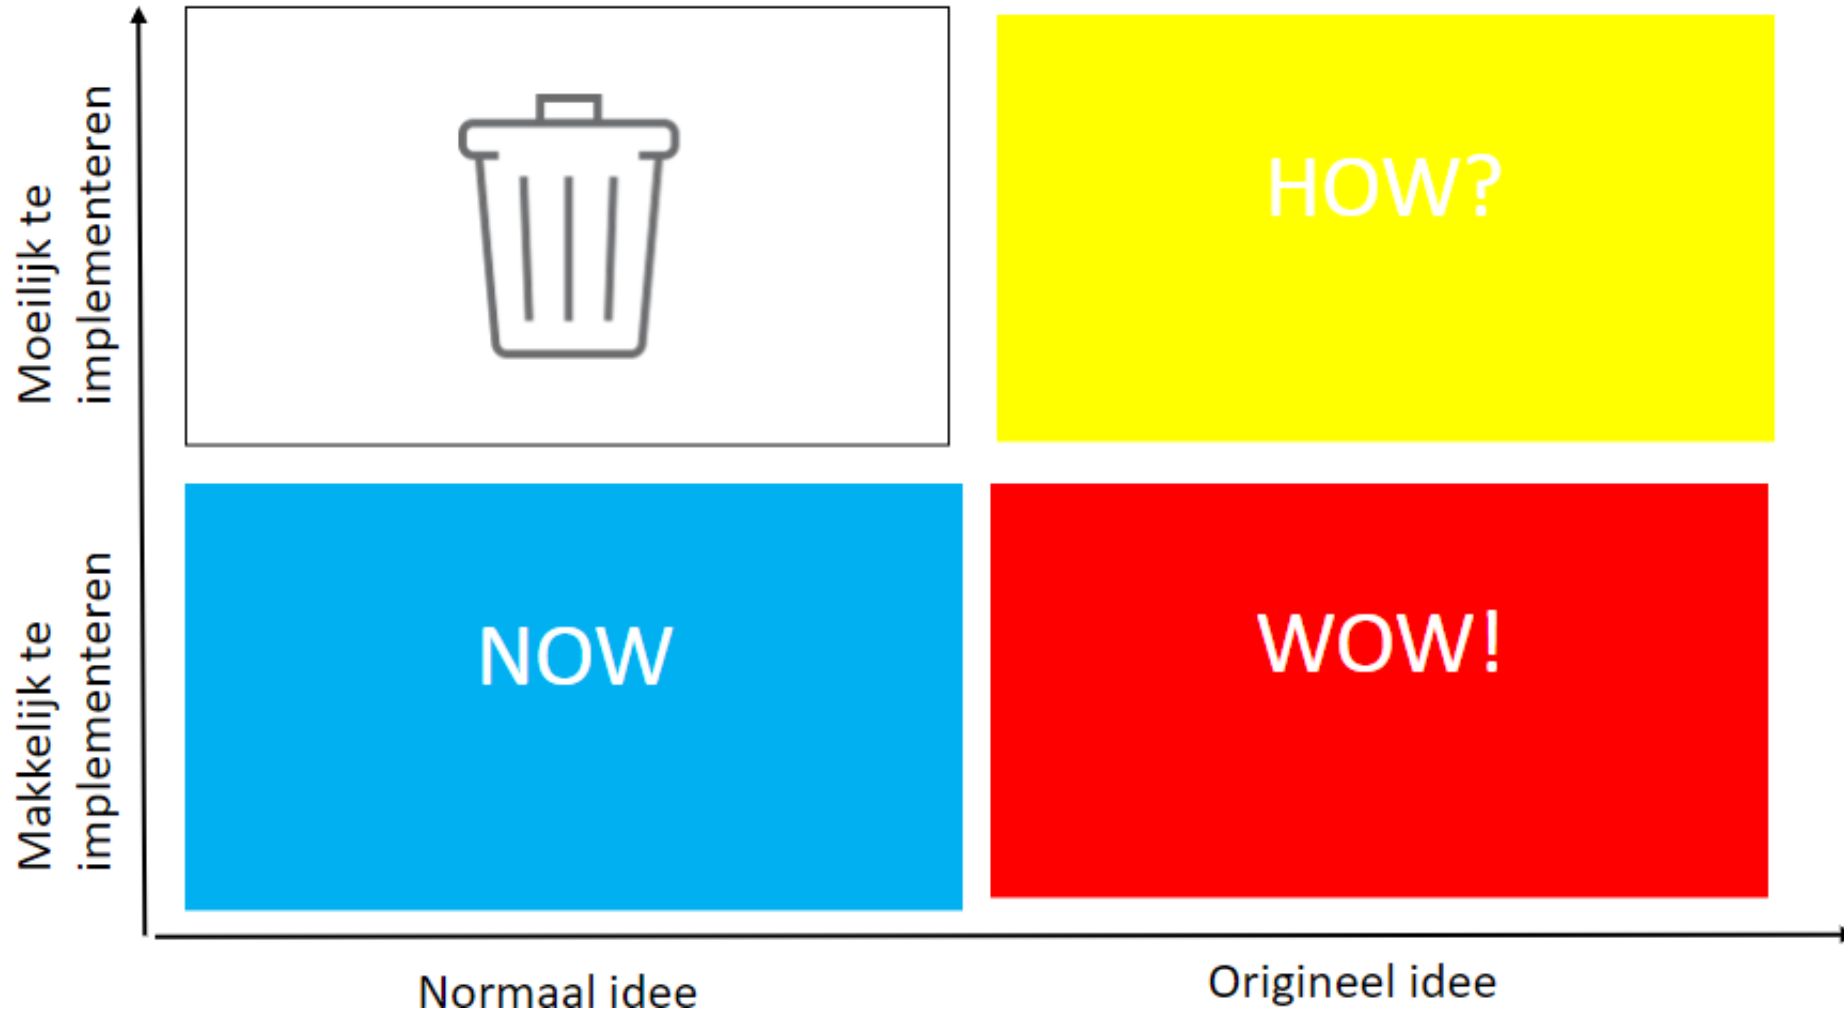 Moeilijk te
implementeren
HOW?
Makkelijk te
implementeren
NOW
WOW!
Normaal idee
Origineel idee